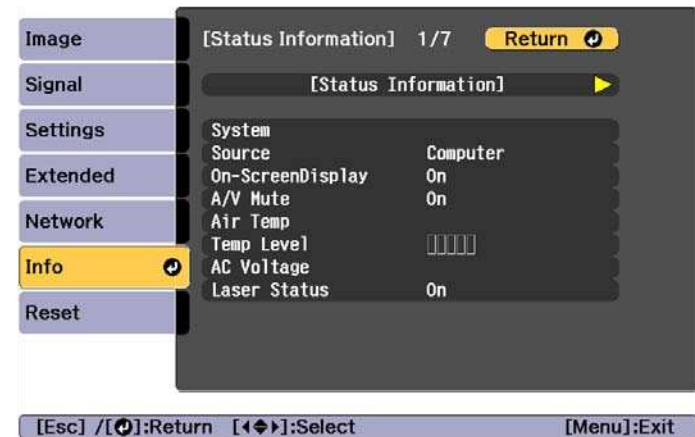 Image
Signal
Settings
Extended
Network
Info
Reset
[Status Information] 1/7 Return
[Status Information]
System
Source Computer
On-ScreenDisplay On
A/V Mute On
Air Temp
Temp Level
AC Voltage
Laser Status On
[Esc] /[ ]:Return [ ]:Select [Menu]:Exit